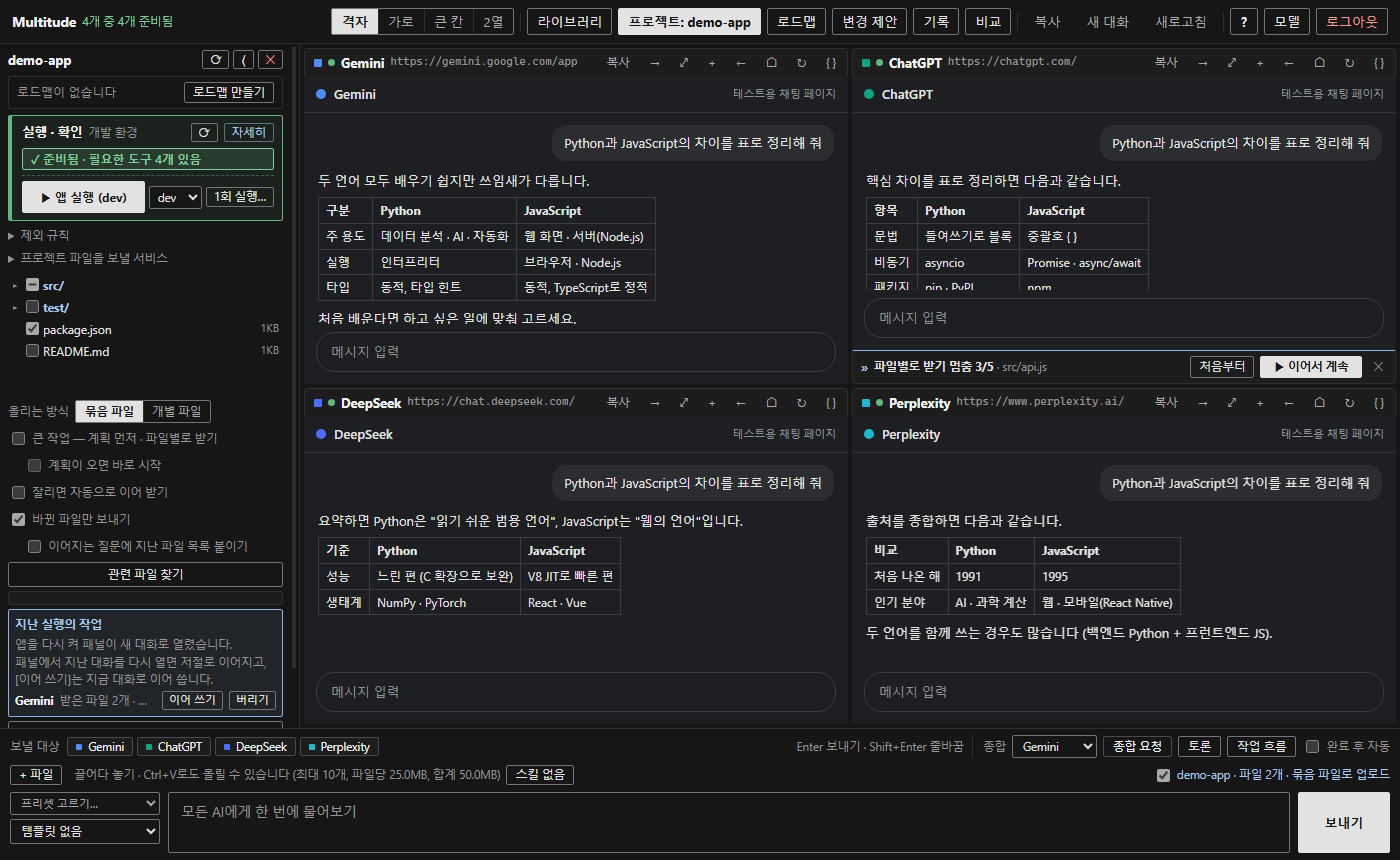 Multitude 4개 중 4개 준비됨
격자 가로 큰 칸 2열 라이브러리 프로젝트: demo-app 로드맵 변경 제안 기록 비교 복사 새 대화 새로고침 ? 모델 로그아웃
demo-app
로드맵이 없습니다 로드맵 만들기
실행 · 확인 개발 환경 자세히
✓ 준비됨 · 필요한 도구 4개 있음
▶ 앱 실행 (dev) dev 1회 실행...
▸ 제외 규칙
▸ 프로젝트 파일을 보낼 서비스
src/
test/
package.json 1KB
README.md 1KB
올리는 방식 묶음 파일 개별 파일
큰 작업 — 계획 먼저 · 파일별로 받기
계획이 오면 바로 시작
잘리면 자동으로 이어 받기
바뀐 파일만 보내기
이어지는 질문에 지난 파일 목록 붙이기
관련 파일 찾기
지난 실행의 작업
앱을 다시 켜 패널이 새 대화로 열렸습니다.
패널에서 지난 대화를 다시 열면 저절로 이어지고,
[이어 쓰기]는 지금 대화로 이어 씁니다.
Gemini 받은 파일 2개 · ... 이어 쓰기 버리기
Gemini https://gemini.google.com/app 복사 → ⤢ + ← ↻ { }
Gemini 테스트용 채팅 페이지
Python과 JavaScript의 차이를 표로 정리해 줘
두 언어 모두 배우기 쉽지만 쓰임새가 다릅니다.
구분 Python JavaScript
주 용도 데이터 분석 · AI · 자동화 웹 화면 · 서버(Node.js)
실행 인터프리터 브라우저 · Node.js
타입 동적, 타입 힌트 동적, TypeScript로 정적
처음 배운다면 하고 싶은 일에 맞춰 고르세요.
메시지 입력
ChatGPT https://chatgpt.com/ 복사 → ⤢ + ← ↻ { }
ChatGPT 테스트용 채팅 페이지
Python과 JavaScript의 차이를 표로 정리해 줘
핵심 차이를 표로 정리하면 다음과 같습니다.
항목 Python JavaScript
문법 들여쓰기로 블록 중괄호 { }
비동기 asyncio Promise · async/await
패키지 pip · PyPI npm
메시지 입력
» 파일별로 받기 멈춤 3/5 · src/api.js 처음부터 ▶ 이어서 계속 ×
DeepSeek https://chat.deepseek.com/ 복사 → ⤢ + ← ↻ { }
DeepSeek 테스트용 채팅 페이지
Python과 JavaScript의 차이를 표로 정리해 줘
요약하면 Python은 "읽기 쉬운 범용 언어", JavaScript는 "웹의 언어"입니다.
기준 Python JavaScript
성능 느린 편 (C 확장으로 보완) V8 JIT로 빠른 편
생태계 NumPy · PyTorch React · Vue
메시지 입력
Perplexity https://www.perplexity.ai/ 복사 → ⤢ + ← ↻ { }
Perplexity 테스트용 채팅 페이지
Python과 JavaScript의 차이를 표로 정리해 줘
출처를 종합하면 다음과 같습니다.
비교 Python JavaScript
처음 나온 해 1991 1995
인기 분야 AI · 과학 계산 웹 · 모바일(React Native)
두 언어를 함께 쓰는 경우도 많습니다 (백엔드 Python + 프런트엔드 JS).
메시지 입력
보낼 대상 Gemini ChatGPT DeepSeek Perplexity Enter 보내기 · Shift+Enter 줄바꿈 종합 Gemini 종합 요청 토론 작업 흐름 완료 후 자동
+ 파일 끌어다 놓기 · Ctrl+V로도 올릴 수 있습니다 (최대 10개, 파일당 25.0MB, 합계 50.0MB) 스킬 없음 demo-app · 파일 2개 · 묶음 파일로 업로드
프리셋 고르기...
템플릿 없음
모든 AI에게 한 번에 물어보기
보내기